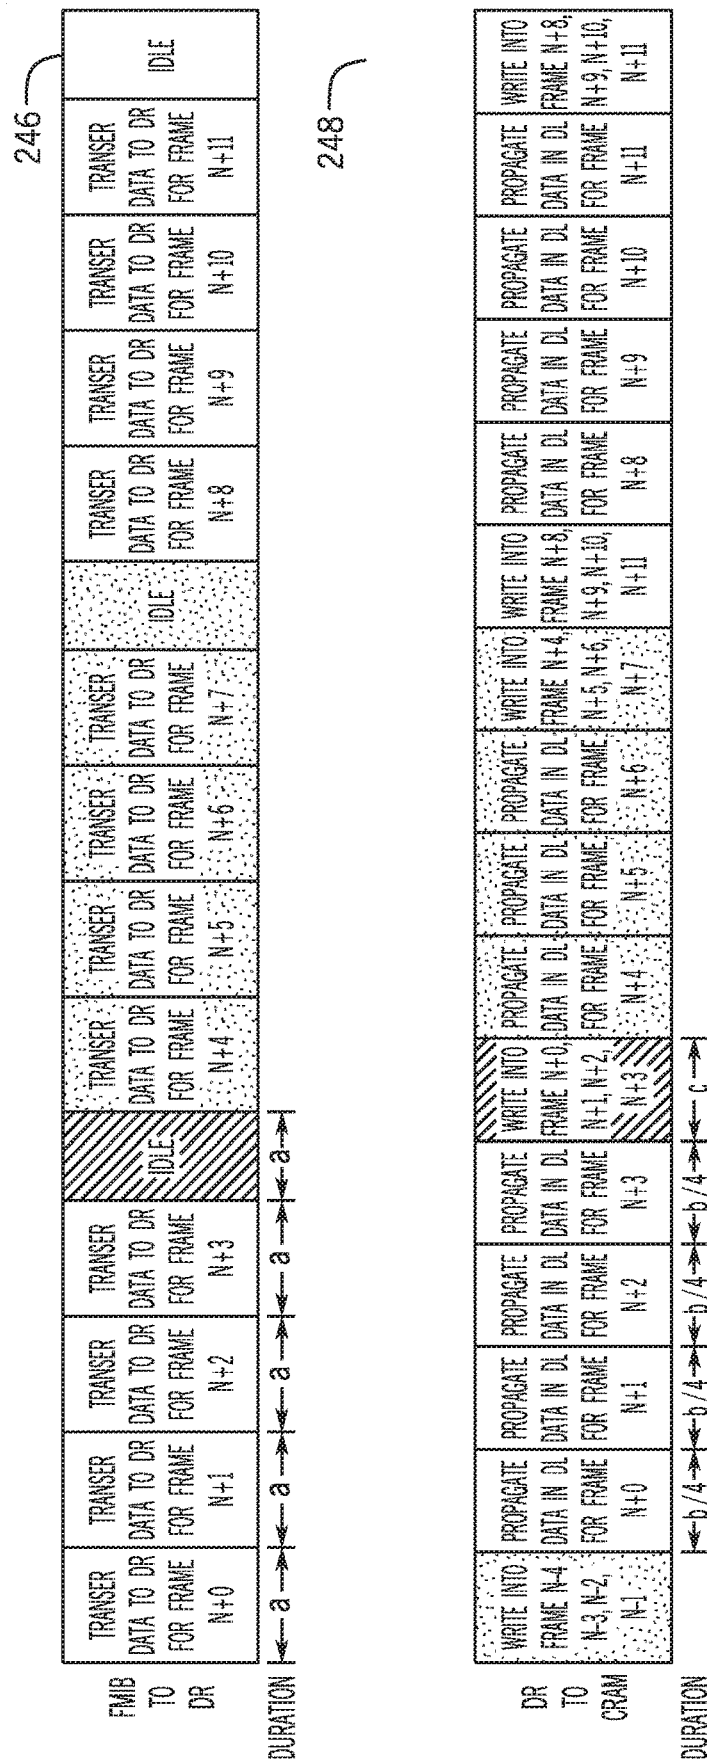 246
FMIB
TO
DR
TRANSER
DATA TO DR
FOR FRAME
N+0
TRANSER
DATA TO DR
FOR FRAME
N+1
TRANSER
DATA TO DR
FOR FRAME
N+2
TRANSER
DATA TO DR
FOR FRAME
N+3
IDLE
TRANSER
DATA TO DR
FOR FRAME
N+4
TRANSER
DATA TO DR
FOR FRAME
N+5
TRANSER
DATA TO DR
FOR FRAME
N+6
TRANSER
DATA TO DR
FOR FRAME
N+7
IDLE
TRANSER
DATA TO DR
FOR FRAME
N+8
TRANSER
DATA TO DR
FOR FRAME
N+9
TRANSER
DATA TO DR
FOR FRAME
N+10
TRANSER
DATA TO DR
FOR FRAME
N+11
IDLE
DURATION
a
a
a
a
a
248
DR
TO
CRAM
WRITE INTO
FRAME N-4
N-3, N-2,
N-1
PROPAGATE
DATA IN DL
FOR FRAME
N+0
PROPAGATE
DATA IN DL
FOR FRAME
N+1
PROPAGATE
DATA IN DL
FOR FRAME
N+2
PROPAGATE
DATA IN DL
FOR FRAME
N+3
WRITE INTO
FRAME N+0,
N+1, N+2,
N+3
PROPAGATE
DATA IN DL
FOR FRAME
N+4
PROPAGATE
DATA IN DL
FOR FRAME
N+5
PROPAGATE
DATA IN DL
FOR FRAME
N+6
WRITE INTO
FRAME N+4,
N+5, N+6,
N+7
WRITE INTO
FRAME N+8,
N+9, N+10,
N+11
PROPAGATE
DATA IN DL
FOR FRAME
N+8
PROPAGATE
DATA IN DL
FOR FRAME
N+9
PROPAGATE
DATA IN DL
FOR FRAME
N+10
PROPAGATE
DATA IN DL
FOR FRAME
N+11
WRITE INTO
FRAME N+8,
N+9, N+10,
N+11
DURATION
b/4
b/4
b/4
b/4
c